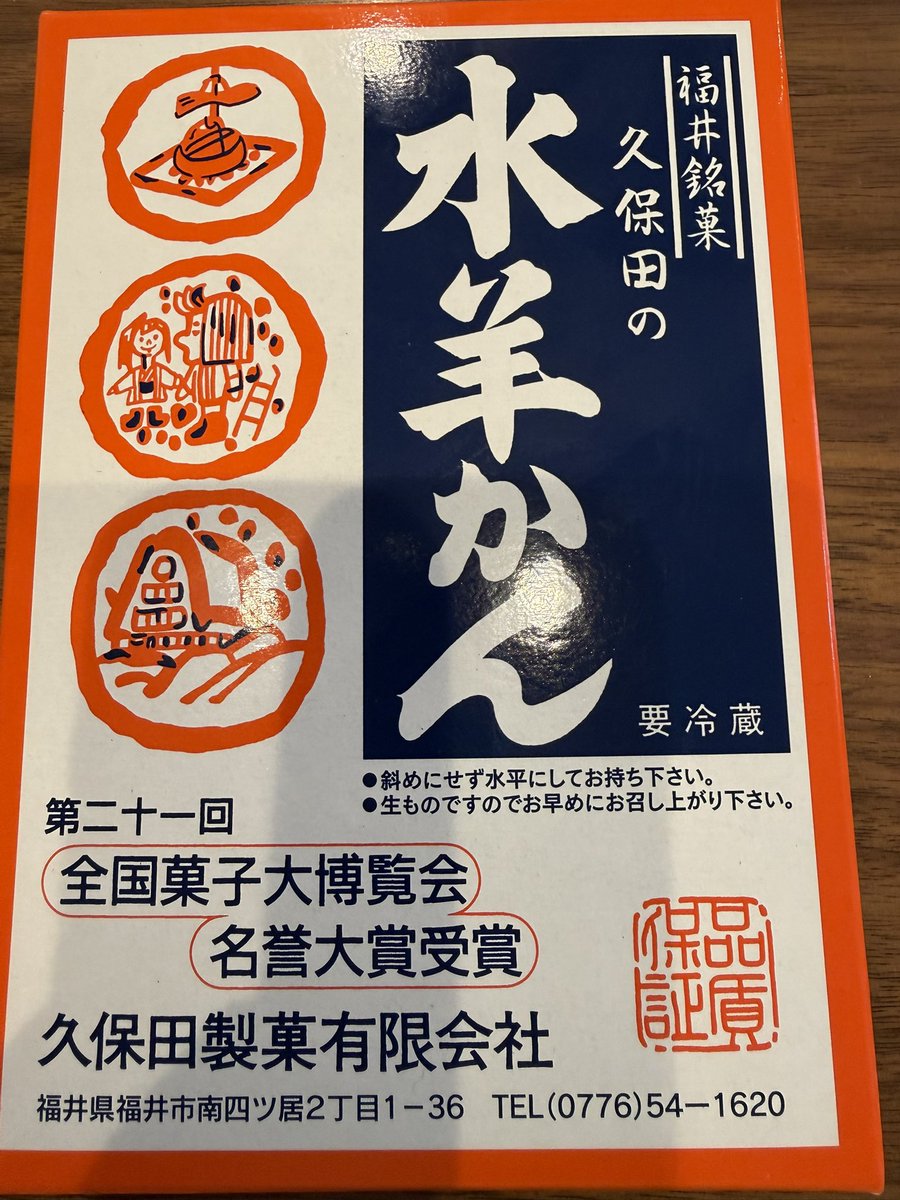 福井銘菓
久保田の
水羊かん
要冷蔵
●斜めにせず水平にしてお持ち下さい。
●生ものですのでお早めにお召し上がり下さい。
第二十一回
全国菓子大博覧会
名誉大賞受賞
品質
保証
久保田製菓有限会社
福井県福井市南四ツ居2丁目1－36　TEL(0776)54－1620